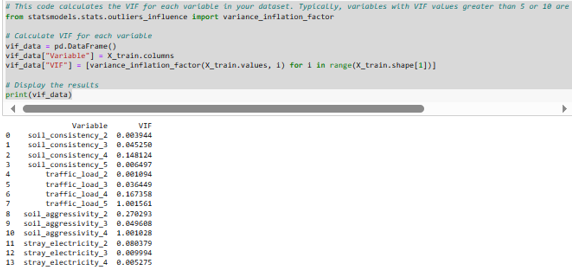 # This code calculates the VIF for each variable in your dataset. Typically, variables with VIF values greater than 5 or 10 are
from statsmodels.stats.outliers_influence import variance_inflation_factor
# Calculate VIF for each variable
vif_data = pd.DataFrame()
vif_data["Variable"] = X_train.columns
vif_data["VIF"] = [variance_inflation_factor(X_train.values, i) for i in range(X_train.shape[1])]
# Display the results
print(vif_data)
Variable VIF
0 soil_consistency_2 0.003944
1 soil_consistency_3 0.045250
2 soil_consistency_4 0.148124
3 soil_consistency_5 0.006497
4 traffic_load_2 0.001094
5 traffic_load_3 0.036449
6 traffic_load_4 0.167358
7 traffic_load_5 1.001561
8 soil_aggressivity_2 0.270293
9 soil_aggressivity_3 0.049608
10 soil_aggressivity_4 1.001028
11 stray_electricity_2 0.080379
12 stray_electricity_3 0.009994
13 stray_electricity_4 0.005275